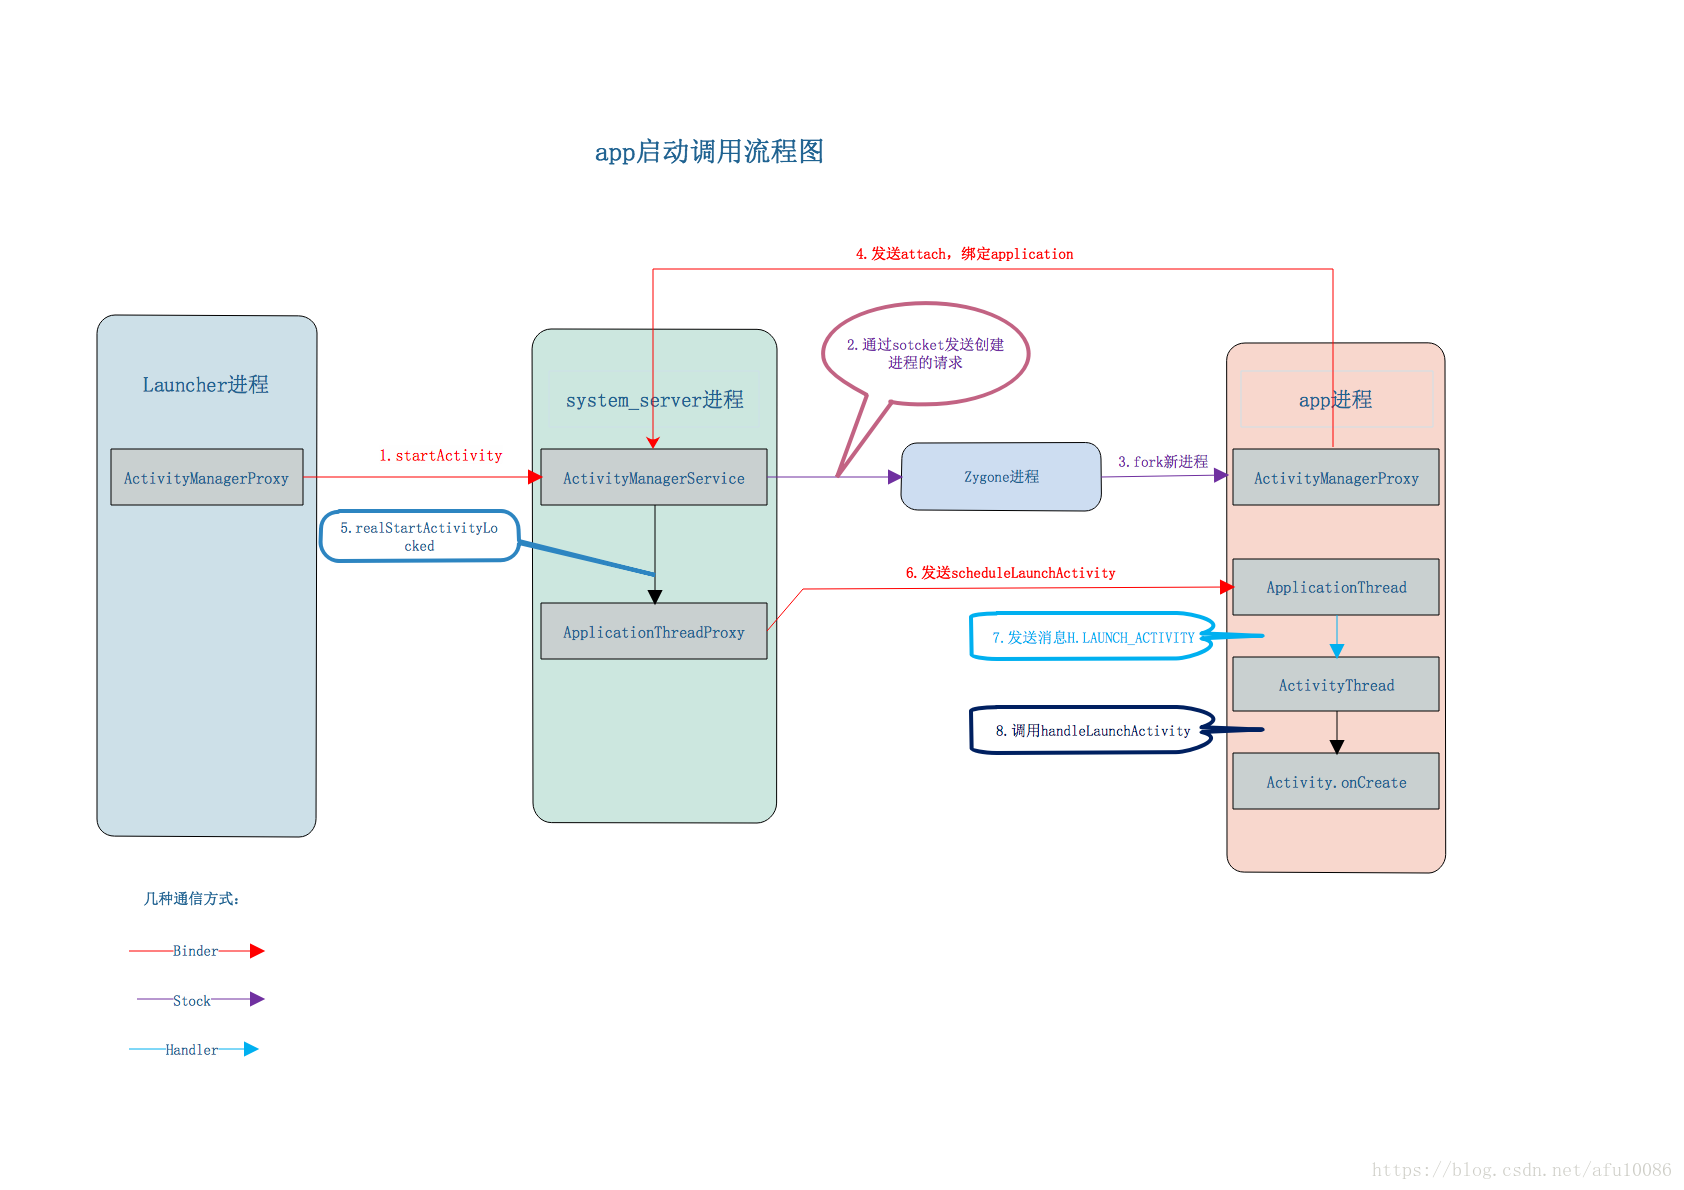 app启动调用流程图
4.发送attach，绑定application
2.通过sotcket发送创建
进程的请求
Launcher进程
system_server进程
app进程
1.startActivity
3.fork新进程
ActivityManagerProxy
ActivityManagerService
Zygone进程
ActivityManagerProxy
5.realStartActivityLo
cked
6.发送scheduleLaunchActivity
ApplicationThread
ApplicationThreadProxy
7.发送消息H.LAUNCH_ACTIVITY
ActivityThread
8.调用handleLaunchActivity
Activity.onCreate
几种通信方式：
Binder
Stock
Handler
https://blog.csdn.net/afu10086